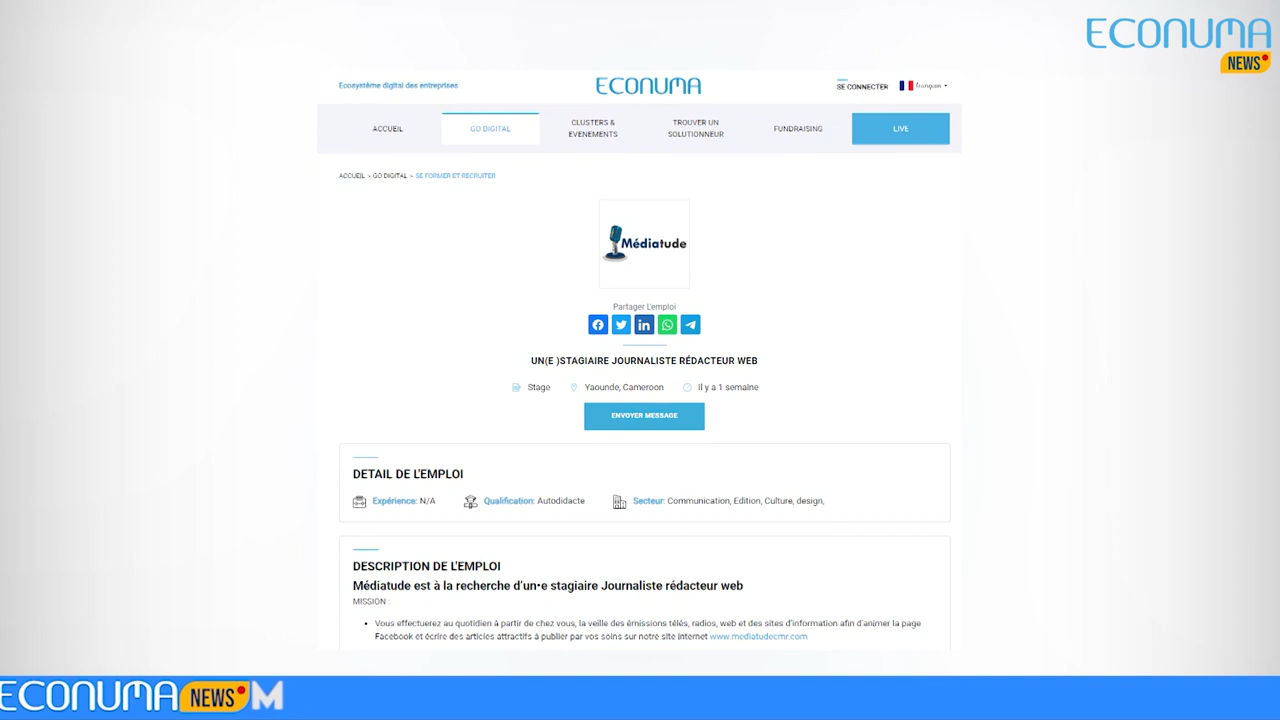 ECONUMA
NEWS
Ecosystème digital des entreprises
ECONUMA
SE CONNECTER
français
ACCUEIL
GO DIGITAL
CLUSTERS &
EVENEMENTS
TROUVER UN
SOLUTIONNEUR
FUNDRAISING
LIVE
ACCUEIL > GO DIGITAL > SE FORMER ET RECRUITER
Médiatude
Partager L'emploi
UN(E )STAGIAIRE JOURNALISTE RÉDACTEUR WEB
Stage
Yaounde, Cameroon
Il y a 1 semaine
ENVOYER MESSAGE
DETAIL DE L'EMPLOI
Expérience: N/A
Qualification: Autodidacte
Secteur: Communication, Edition, Culture, design,
DESCRIPTION DE L'EMPLOI
Médiatude est à la recherche d'un•e stagiaire Journaliste rédacteur web
MISSION :
• Vous effectuerez au quotidien à partir de chez vous, la veille des émissions télés, radios, web et des sites d'information afin d'animer la page
Facebook et écrire des articles attractifs à publier par vos soins sur notre site internet www.mediatudecmr.com
ECONUMA NEWS M